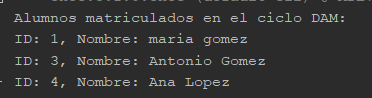 Alumnos matriculados en el ciclo DAM:
ID: 1, Nombre: maria gomez
ID: 3, Nombre: Antonio Gomez
ID: 4, Nombre: Ana Lopez